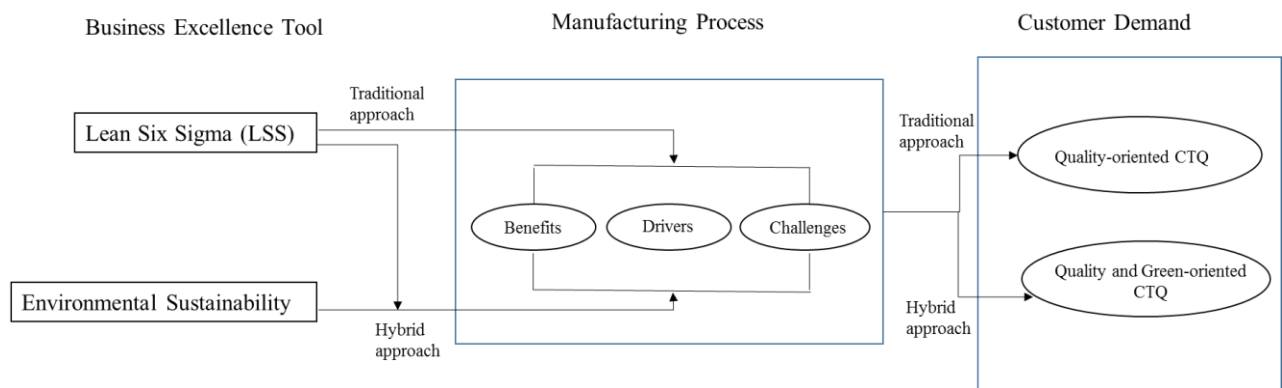 Business Excellence Tool
Manufacturing Process
Customer Demand
Traditional
approach
Lean Six Sigma (LSS)
Traditional
approach
Quality-oriented CTQ
Benefits
Drivers
Challenges
Quality and Green-oriented
CTQ
Environmental Sustainability
Hybrid
approach
Hybrid
approach